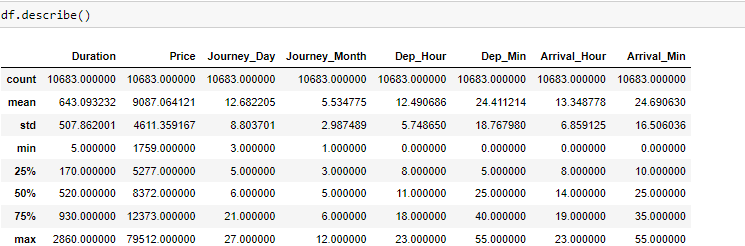 df.describe()
Duration Price Journey_Day Journey_Month Dep_Hour Dep_Min Arrival_Hour Arrival_Min
count 10683.000000 10683.000000 10683.000000 10683.000000 10683.000000 10683.000000 10683.000000 10683.000000
mean 643.093232 9087.064121 12.682205 5.534775 12.490686 24.411214 13.348778 24.690630
std 507.862001 4611.359167 8.803701 2.987489 5.748650 18.767980 6.859125 16.506036
min 5.000000 1759.000000 3.000000 1.000000 0.000000 0.000000 0.000000 0.000000
25% 170.000000 5277.000000 5.000000 3.000000 8.000000 5.000000 8.000000 10.000000
50% 520.000000 8372.000000 6.000000 5.000000 11.000000 25.000000 14.000000 25.000000
75% 930.000000 12373.000000 21.000000 6.000000 18.000000 40.000000 19.000000 35.000000
max 2860.000000 79512.000000 27.000000 12.000000 23.000000 55.000000 23.000000 55.000000